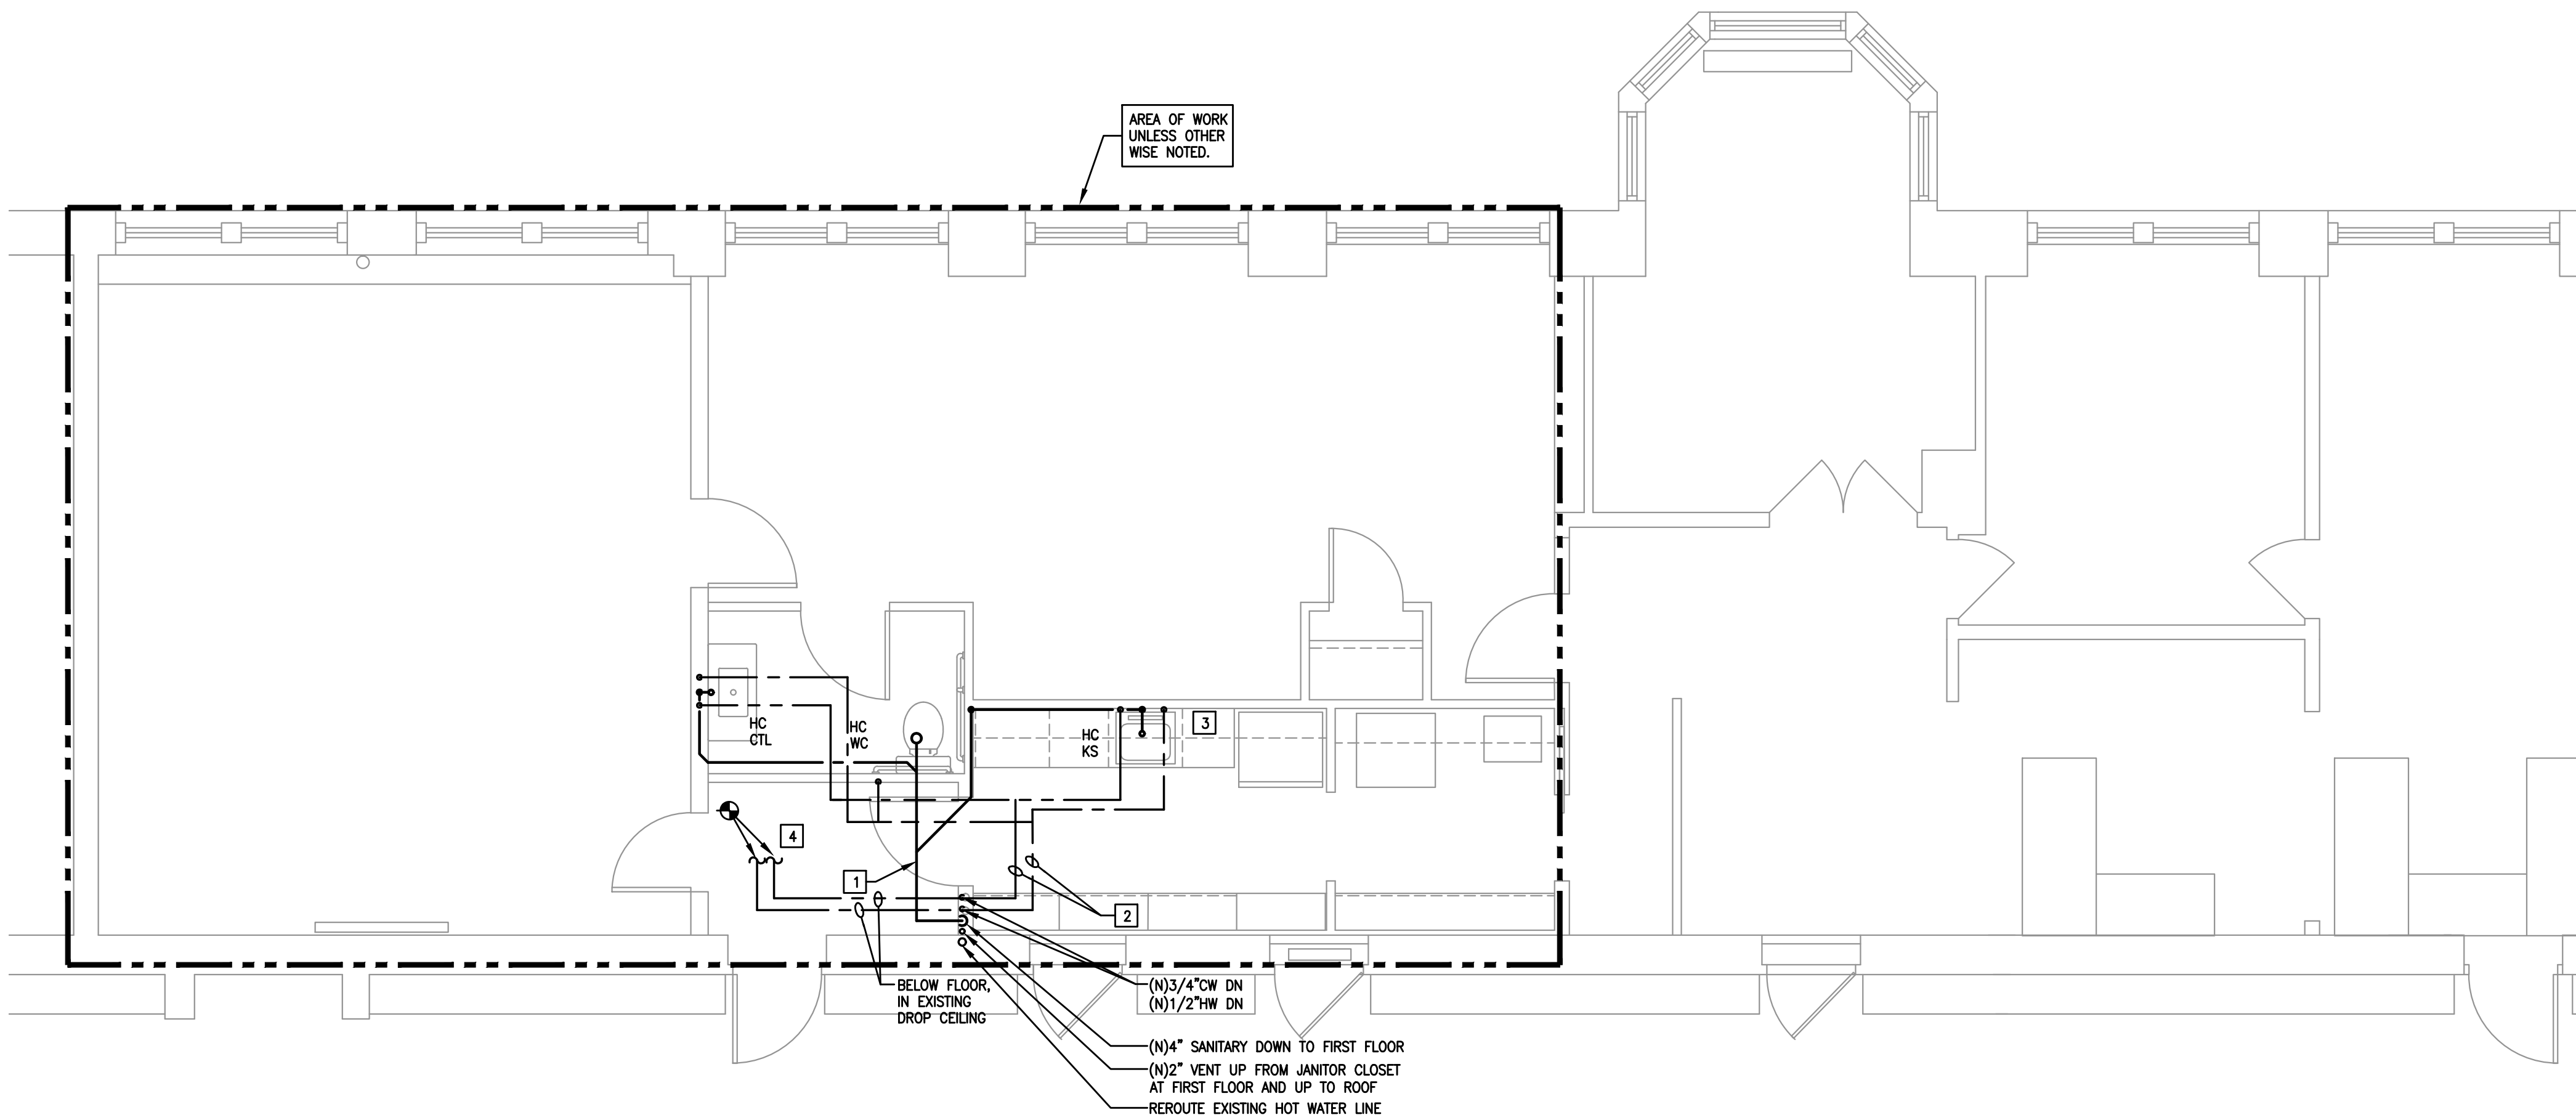 AREA OF WORK
UNLESS OTHER
WISE NOTED.
HC
CTL
HC
WC
HC
KS
3
4
1
2
BELOW FLOOR,
IN EXISTING
DROP CEILING
(N)3/4"CW DN
(N)1/2"HW DN
(N)4" SANITARY DOWN TO FIRST FLOOR
(N)2" VENT UP FROM JANITOR CLOSET
AT FIRST FLOOR AND UP TO ROOF
REROUTE EXISTING HOT WATER LINE